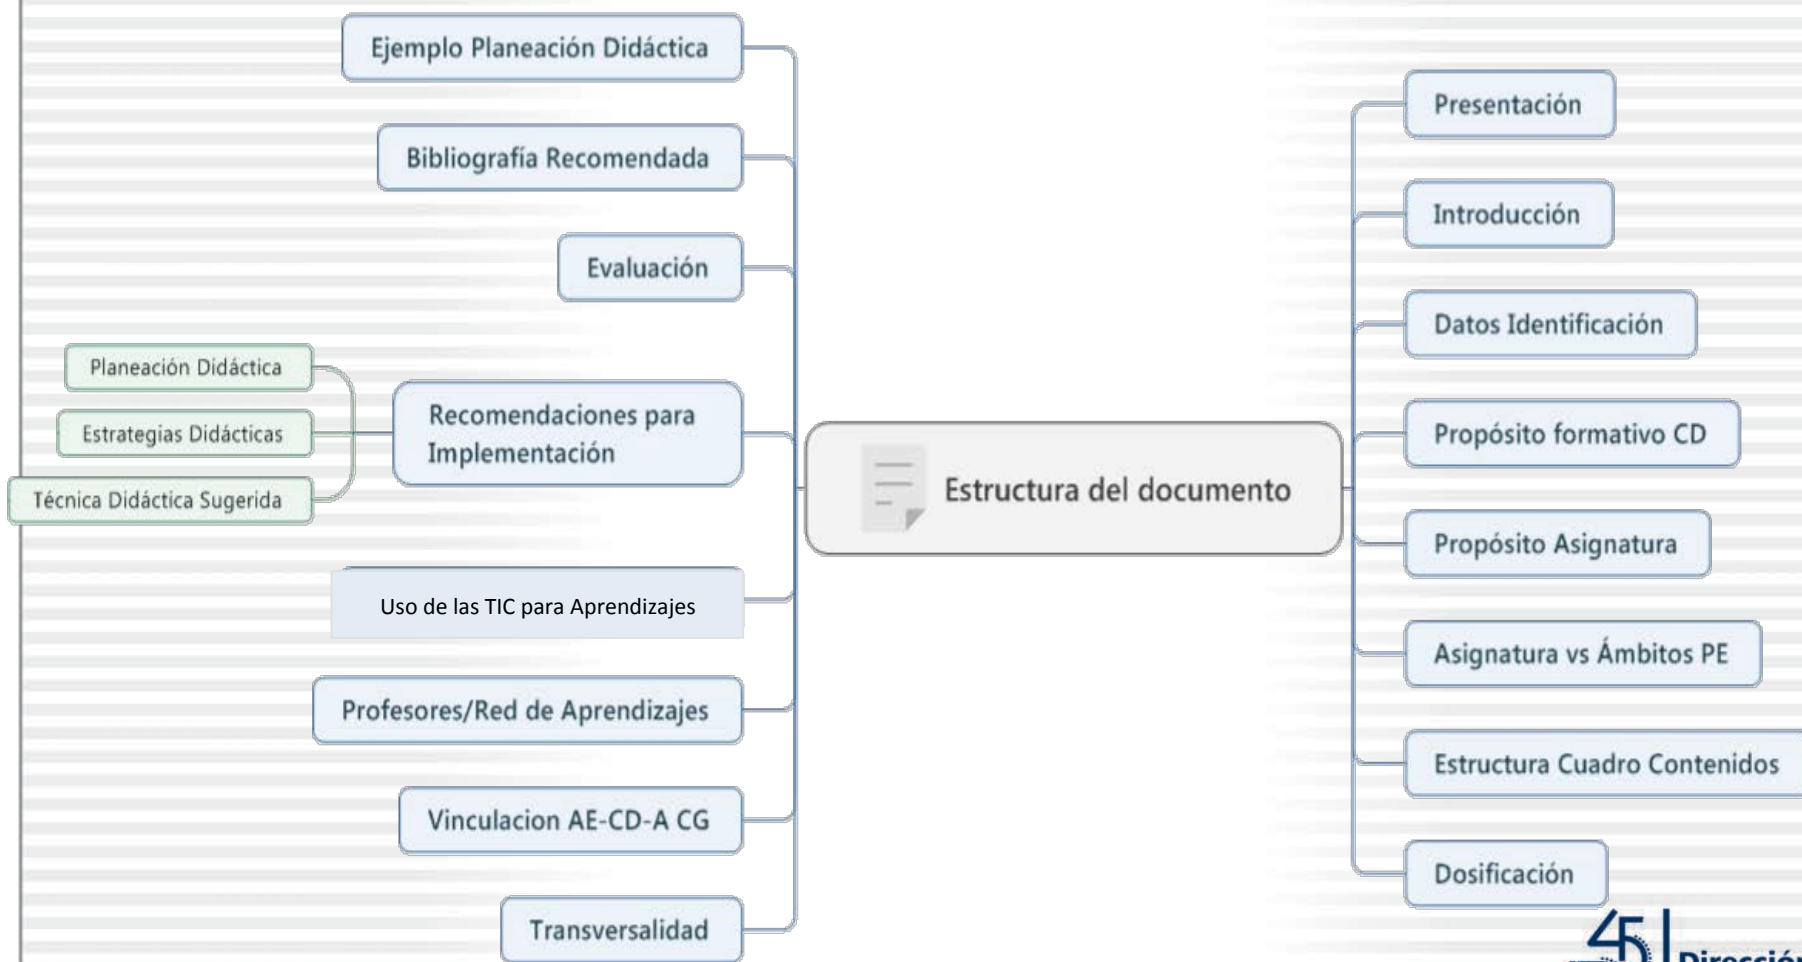 Ejemplo Planeación Didáctica
Bibliografía Recomendada
Evaluación
Planeación Didáctica
Estrategias Didácticas
Técnica Didáctica Sugerida
Recomendaciones para
Implementación
Uso de las TIC para Aprendizajes
Profesores/Red de Aprendizajes
Vinculacion AE-CD-A CG
Transversalidad
Estructura del documento
Presentación
Introducción
Datos Identificación
Propósito formativo CD
Propósito Asignatura
Asignatura vs Ámbitos PE
Estructura Cuadro Contenidos
Dosificación
45
Dirección